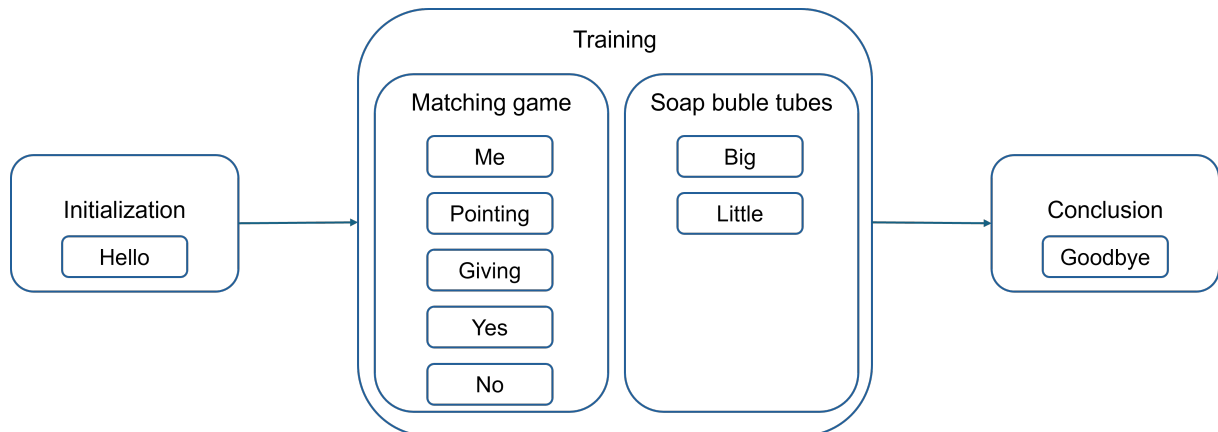 Training
Matching game
Me
Pointing
Giving
Yes
No
Soap buble tubes
Big
Little
Initialization
Hello
Conclusion
Goodbye